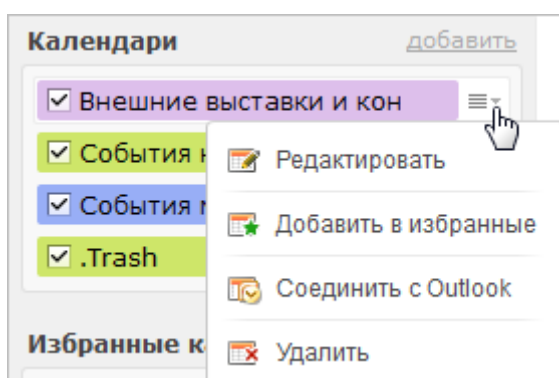 Календари добавить
Внешние выставки и кон
События
События
.Trash
Редактировать
Добавить в избранные
Соединить с Outlook
Удалить
Избранные